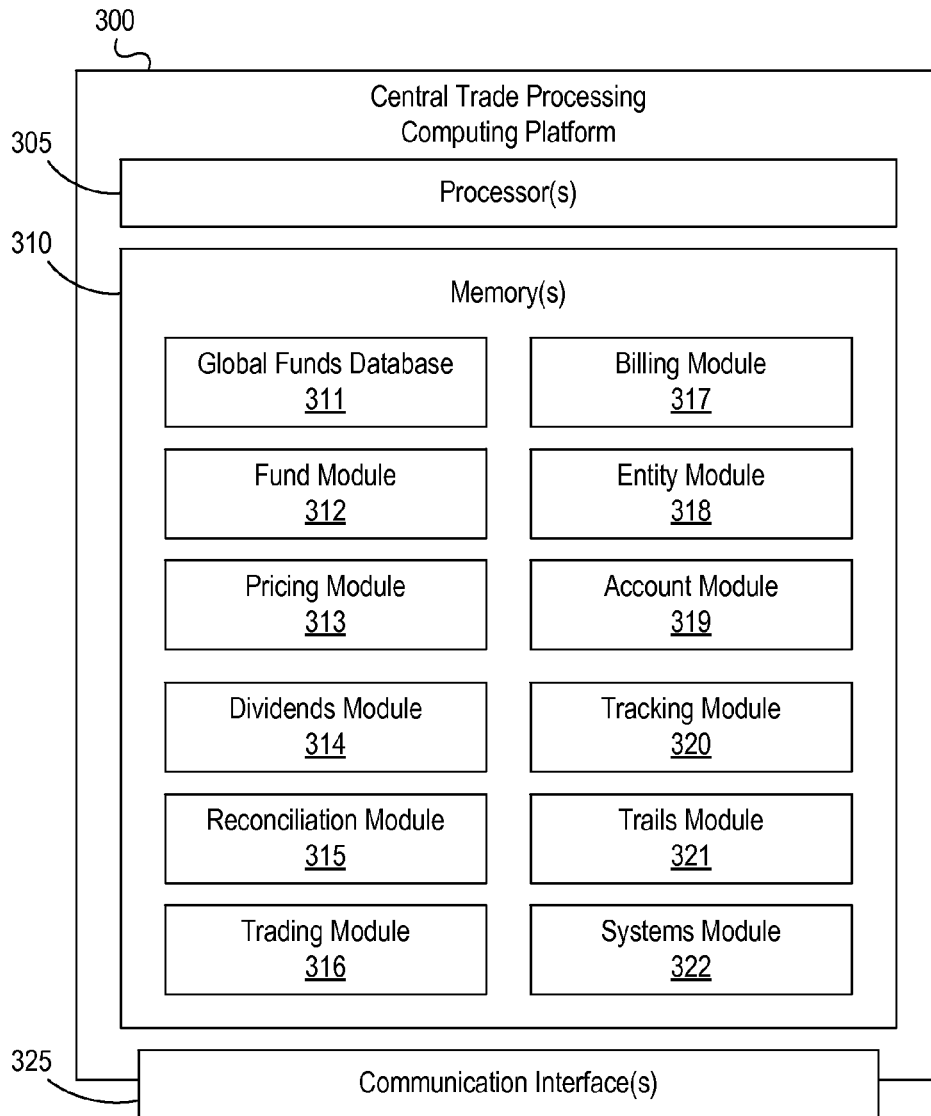 300
Central Trade Processing
Computing Platform
305
Processor(s)
310
Memory(s)
Global Funds Database
311
Billing Module
317
Fund Module
312
Entity Module
318
Pricing Module
313
Account Module
319
Dividends Module
314
Tracking Module
320
Reconciliation Module
315
Trails Module
321
Trading Module
316
Systems Module
322
325
Communication Interface(s)